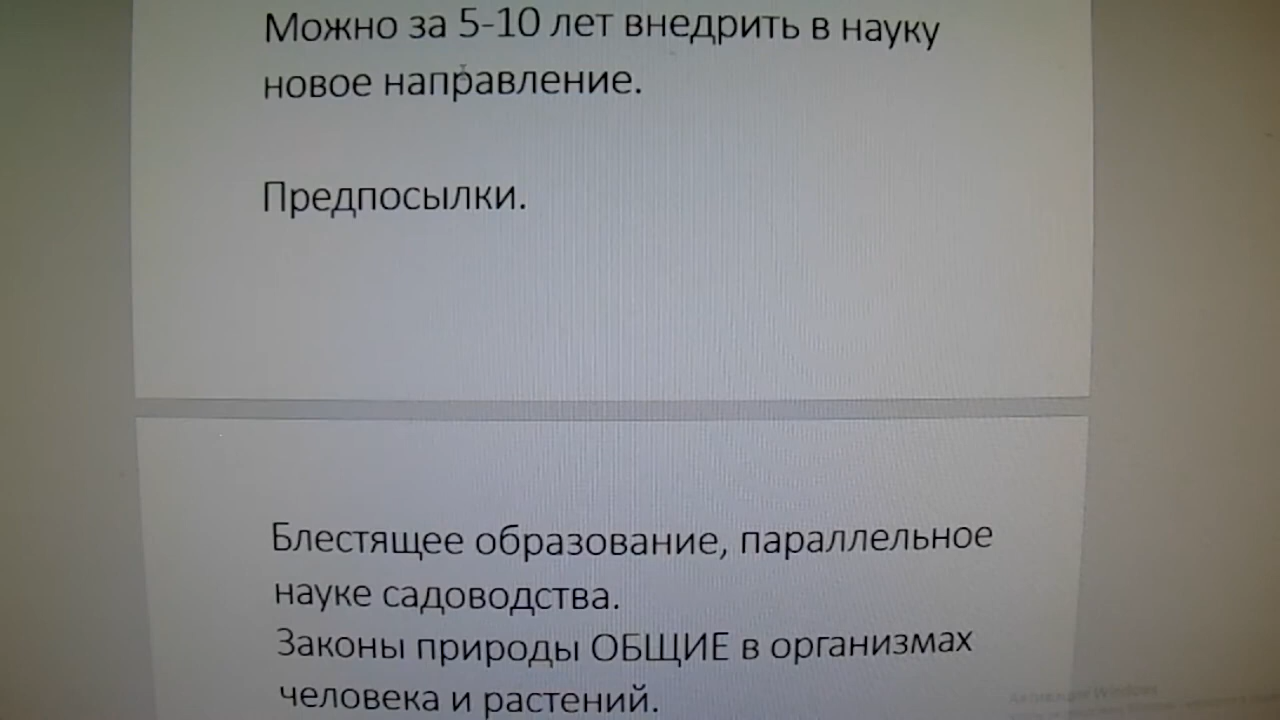 Можно за 5-10 лет внедрить в науку
новое направление.
Предпосылки.
Блестящее образование, параллельное
науке садоводства.
Законы природы ОБЩИЕ в организмах
человека и растений.